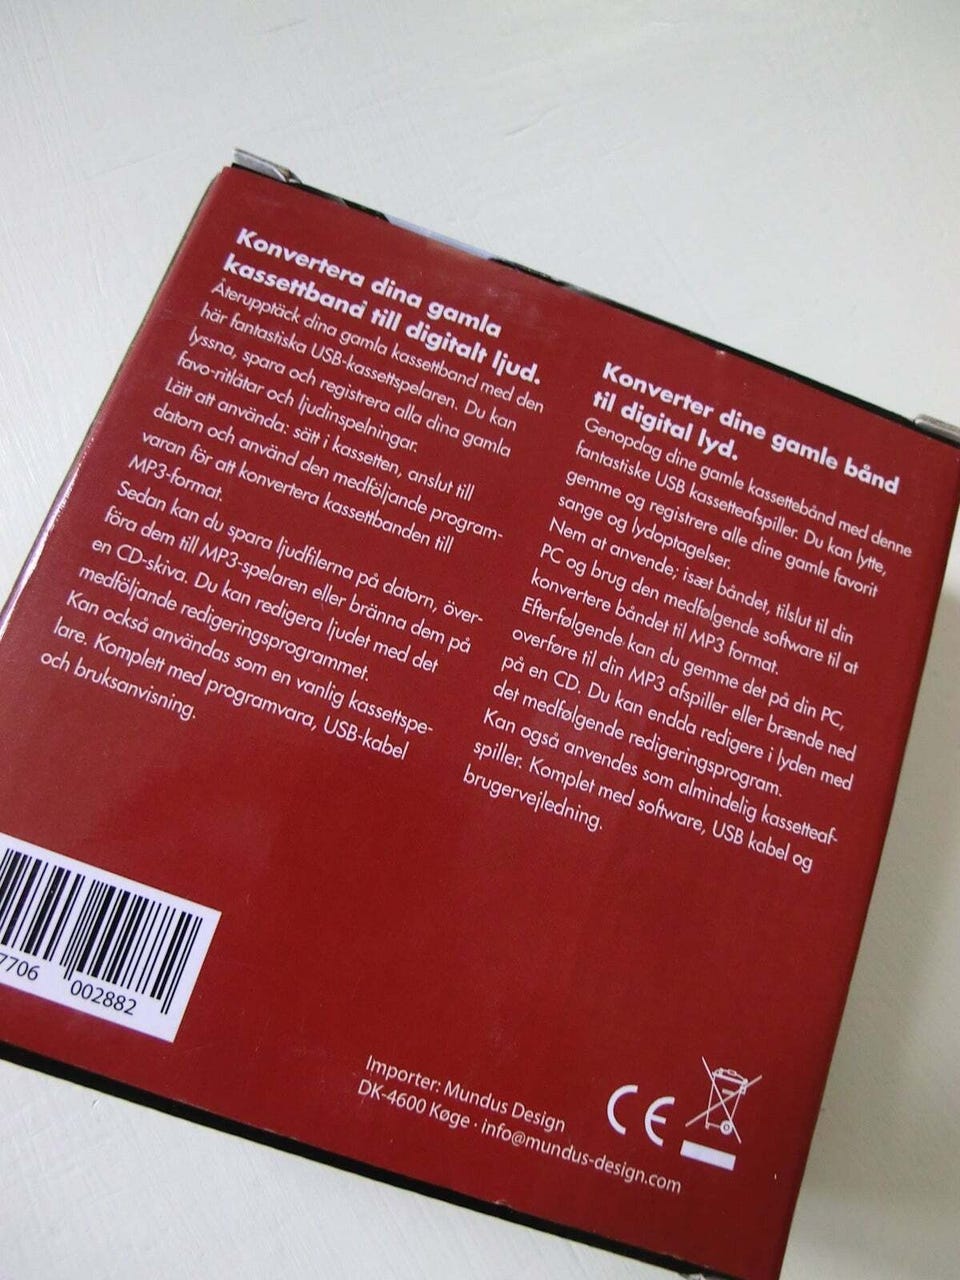 Konvertera dina gamla
kassettband till digitalt ljud.
Återupptäck dina gamla kassettband med den
här fantastiska USB-kassettspelaren. Du kan
lyssna, spara och registrera alla dina gamla
favo-ritlåtar och ljudinspelningar.
Lätt att använda: sätt i kassetten, anslut till
datorn och använd den medföljande program-
varan för att konvertera kassettbanden till
MP3-format.
Sedan kan du spara ljudfilerna på datorn, över-
föra dem till MP3-spelaren eller bränna dem på
en CD-skiva. Du kan redigera ljudet med det
medföljande redigeringsprogrammet.
Kan också användas som en vanlig kassettspe-
lare. Komplett med programvara, USB-kabel
och bruksanvisning.
Konverter dine gamle bånd
til digital lyd.
Genopdag dine gamle kassettebånd med denne
fantastiske USB kassetteafspiller. Du kan lytte,
gemme og registrere alle dine gamle favorit
sange og lydoptagelser.
Nem at anvende; isæt båndet, tilslut til din
PC og brug den medfølgende software til at
konvertere båndet til MP3 format.
Efterfølgende kan du gemme det på din PC,
overføre til din MP3 afspiller eller brænde ned
på en CD. Du kan endda redigere i lyden med
det medfølgende redigeringsprogram.
Kan også anvendes som almindelig kassetteaf-
spiller. Komplet med software, USB kabel og
brugervejledning.
7706 002882
Importer: Mundus Design
DK-4600 Køge · info@mundus-design.com
CE